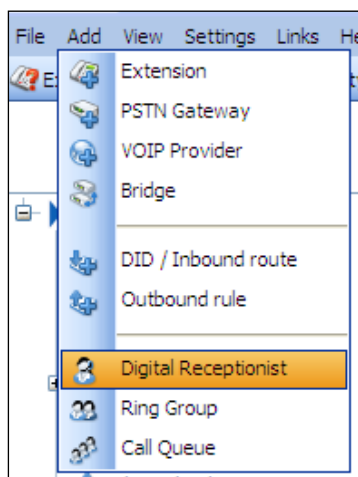 File Add View Settings Links He
E
Extension
PSTN Gateway
VOIP Provider
Bridge
DID / Inbound route
Outbound rule
Digital Receptionist
Ring Group
Call Queue